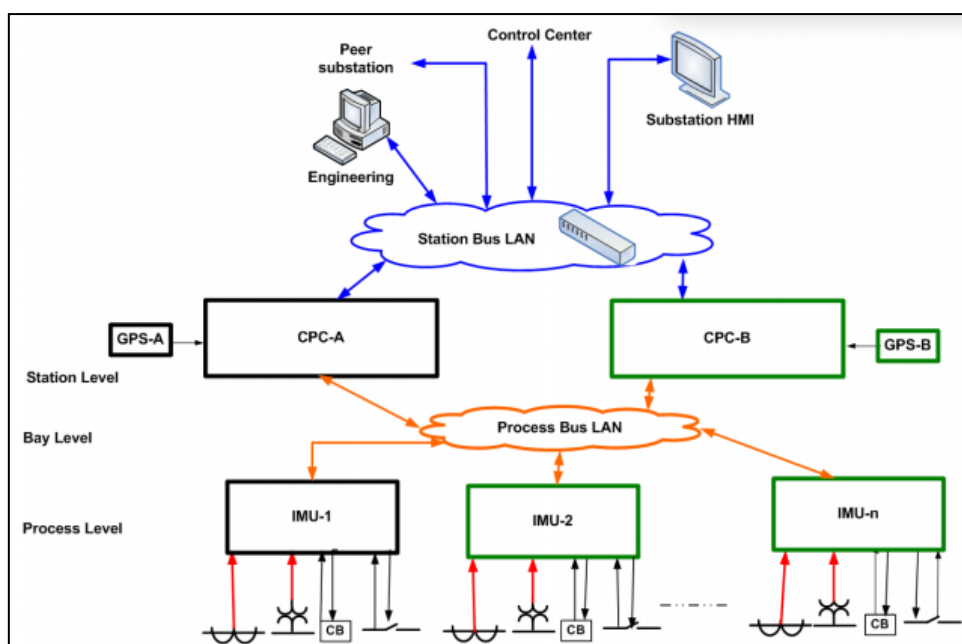 Peer
substation
Control Center
Substation HMI
Engineering
Station Bus LAN
CPC-A
CPC-B
GPS-A
GPS-B
Station Level
Bay Level
Process Bus LAN
IMU-1
IMU-2
IMU-n
Process Level
CB
CB
CB